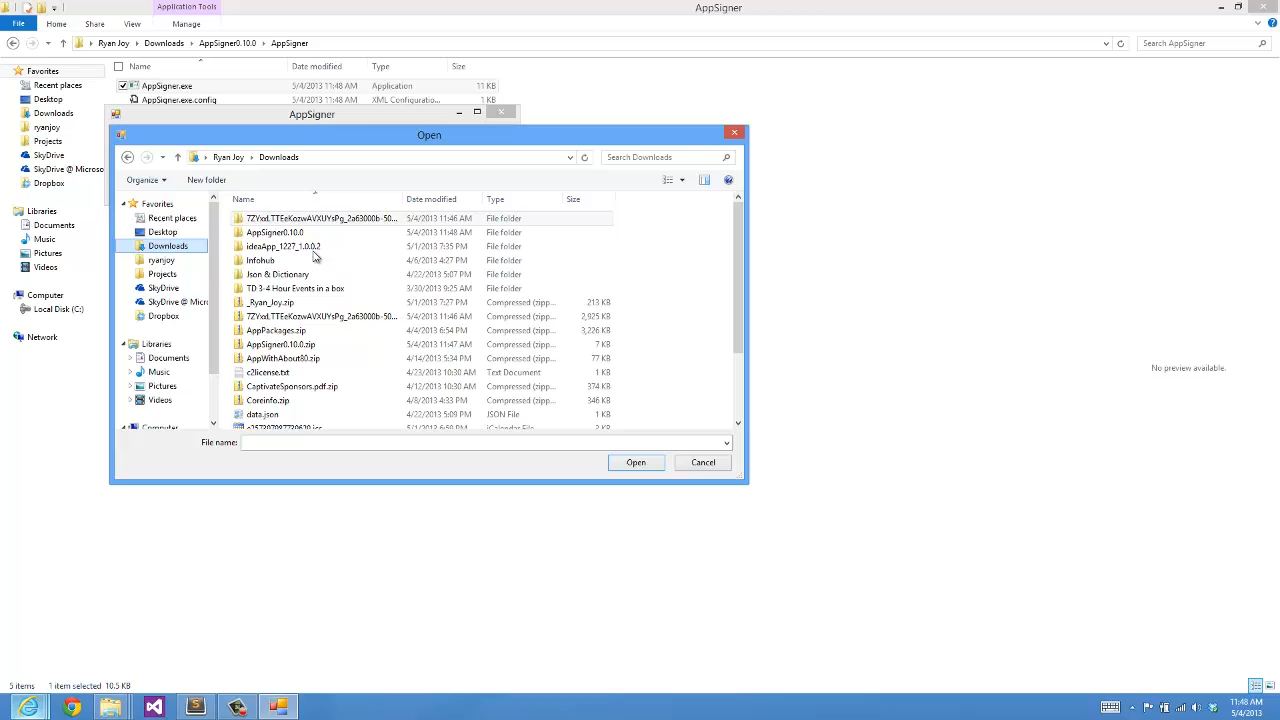 Application Tools
AppSigner
File Home Share View Manage
Ryan Joy Downloads AppSigner0.10.0 AppSigner
Search AppSigner
Favorites
Recent places
Desktop
Downloads
ryanjoy
Projects
SkyDrive
SkyDrive @ Microso
Dropbox
Libraries
Documents
Music
Pictures
Videos
Computer
Local Disk (C:)
Network
Name Date modified Type Size
AppSigner.exe 5/4/2013 11:48 AM Application 11 KB
AppSigner.exe.config 5/4/2013 11:48 AM XML Configuratio... 1 KB
AppSigner
Open
Ryan Joy Downloads
Search Downloads
Organize New folder
Favorites
Recent places
Desktop
Downloads
ryanjoy
Projects
SkyDrive
SkyDrive @ Micro
Dropbox
Libraries
Documents
Music
Pictures
Videos
Computer
Name Date modified Type Size
5/4/2013 11:46 AM File folder
AppSigner0.10.0 5/4/2013 11:48 AM File folder
ideaApp_1227_1.0.0.2 5/1/2013 7:35 PM File folder
Infohub 4/6/2013 4:27 PM File folder
Json & Dictionary 4/22/2013 5:07 PM File folder
TD 3-4 Hour Events in a box 3/30/2013 9:25 AM File folder
_Ryan_Joy.zip 5/1/2013 7:27 PM Compressed (zipp... 213 KB
5/4/2013 11:46 AM Compressed (zipp... 2,925 KB
AppPackages.zip 4/4/2013 6:54 PM Compressed (zipp... 3,226 KB
AppSigner0.10.0.zip 5/4/2013 11:47 AM Compressed (zipp... 7 KB
AppWithAbout80.zip 4/14/2013 5:34 PM Compressed (zipp... 77 KB
c2license.txt 4/23/2013 10:30 AM Text Document 1 KB
CaptivateSponsors.pdf.zip 4/12/2013 10:30 AM Compressed (zipp... 374 KB
Coreinfo.zip 4/8/2013 4:33 PM Compressed (zipp... 346 KB
data.json 4/22/2013 5:09 PM JSON File 1 KB
File name:
Open Cancel
No preview available.
5 items 1 item selected 10.5 KB
11:48 AM
5/4/2013